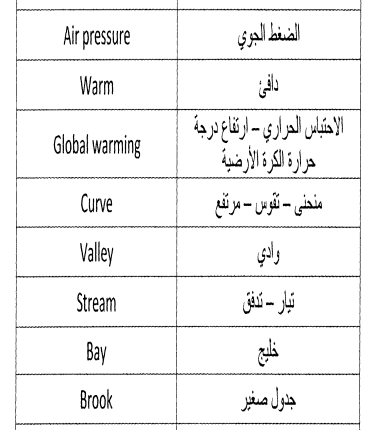 Air pressure الضغط الجوي
Warm دافئ
Global warming الاحتباس الحراري – ارتفاع درجة
حرارة الكرة الأرضية
Curve منحنى – تقوس – مرتفع
Valley وادي
Stream تيار – تدفق
Bay خليج
Brook جدول صغير